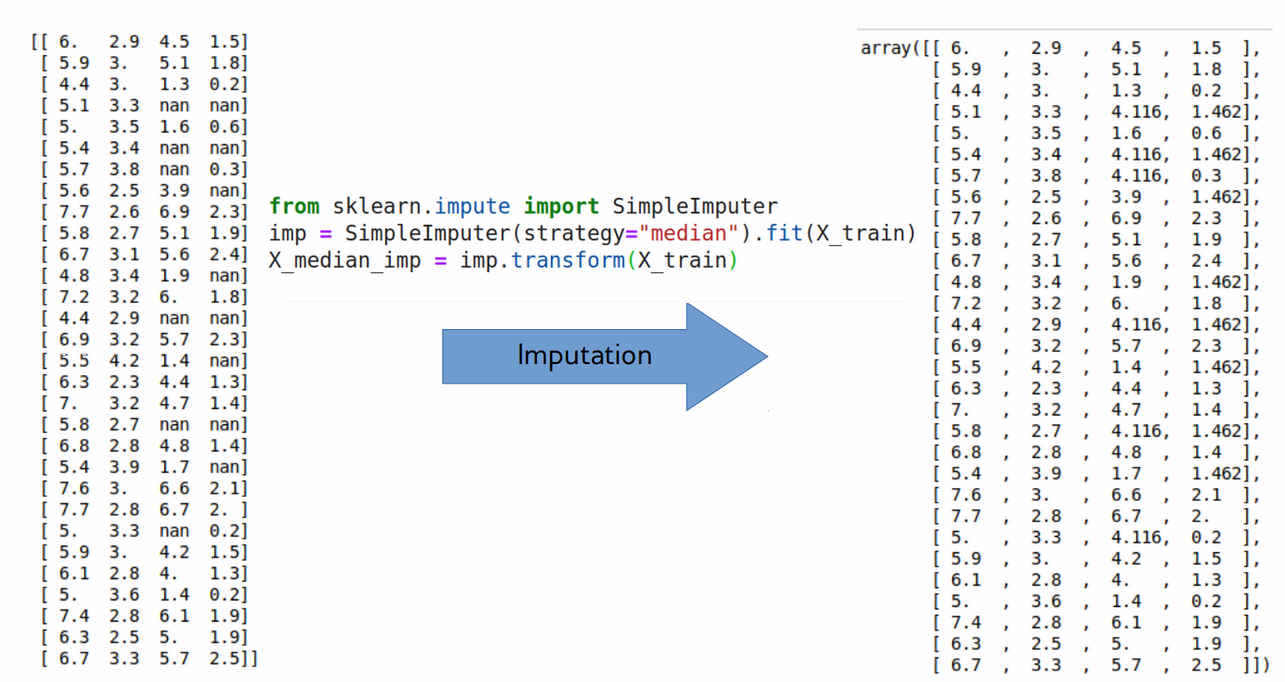 [[ 6. 2.9 4.5 1.5]
[ 5.9 3. 5.1 1.8]
[ 4.4 3. 1.3 0.2]
[ 5.1 3.3 nan nan]
[ 5. 3.5 1.6 0.6]
[ 5.4 3.4 nan nan]
[ 5.7 3.8 nan 0.3]
[ 5.6 2.5 3.9 nan]
[ 7.7 2.6 6.9 2.3]
[ 5.8 2.7 5.1 1.9]
[ 6.7 3.1 5.6 2.4]
[ 4.8 3.4 1.9 nan]
[ 7.2 3.2 6. 1.8]
[ 4.4 2.9 nan nan]
[ 6.9 3.2 5.7 2.3]
[ 5.5 4.2 1.4 nan]
[ 6.3 2.3 4.4 1.3]
[ 7. 3.2 4.7 1.4]
[ 5.8 2.7 nan nan]
[ 6.8 2.8 4.8 1.4]
[ 5.4 3.9 1.7 nan]
[ 7.6 3. 6.6 2.1]
[ 7.7 2.8 6.7 2. ]
[ 5. 3.3 nan 0.2]
[ 5.9 3. 4.2 1.5]
[ 6.1 2.8 4. 1.3]
[ 5. 3.6 1.4 0.2]
[ 7.4 2.8 6.1 1.9]
[ 6.3 2.5 5. 1.9]
[ 6.7 3.3 5.7 2.5]]
from sklearn.impute import SimpleImputer
imp = SimpleImputer(strategy="median").fit(X_train)
X_median_imp = imp.transform(X_train)
Imputation
array([[ 6. , 2.9 , 4.5 , 1.5 ],
[ 5.9 , 3. , 5.1 , 1.8 ],
[ 4.4 , 3. , 1.3 , 0.2 ],
[ 5.1 , 3.3 , 4.116, 1.462],
[ 5. , 3.5 , 1.6 , 0.6 ],
[ 5.4 , 3.4 , 4.116, 1.462],
[ 5.7 , 3.8 , 4.116, 0.3 ],
[ 5.6 , 2.5 , 3.9 , 1.462],
[ 7.7 , 2.6 , 6.9 , 2.3 ],
[ 5.8 , 2.7 , 5.1 , 1.9 ],
[ 6.7 , 3.1 , 5.6 , 2.4 ],
[ 4.8 , 3.4 , 1.9 , 1.462],
[ 7.2 , 3.2 , 6. , 1.8 ],
[ 4.4 , 2.9 , 4.116, 1.462],
[ 6.9 , 3.2 , 5.7 , 2.3 ],
[ 5.5 , 4.2 , 1.4 , 1.462],
[ 6.3 , 2.3 , 4.4 , 1.3 ],
[ 7. , 3.2 , 4.7 , 1.4 ],
[ 5.8 , 2.7 , 4.116, 1.462],
[ 6.8 , 2.8 , 4.8 , 1.4 ],
[ 5.4 , 3.9 , 1.7 , 1.462],
[ 7.6 , 3. , 6.6 , 2.1 ],
[ 7.7 , 2.8 , 6.7 , 2. ],
[ 5. , 3.3 , 4.116, 0.2 ],
[ 5.9 , 3. , 4.2 , 1.5 ],
[ 6.1 , 2.8 , 4. , 1.3 ],
[ 5. , 3.6 , 1.4 , 0.2 ],
[ 7.4 , 2.8 , 6.1 , 1.9 ],
[ 6.3 , 2.5 , 5. , 1.9 ],
[ 6.7 , 3.3 , 5.7 , 2.5 ]])